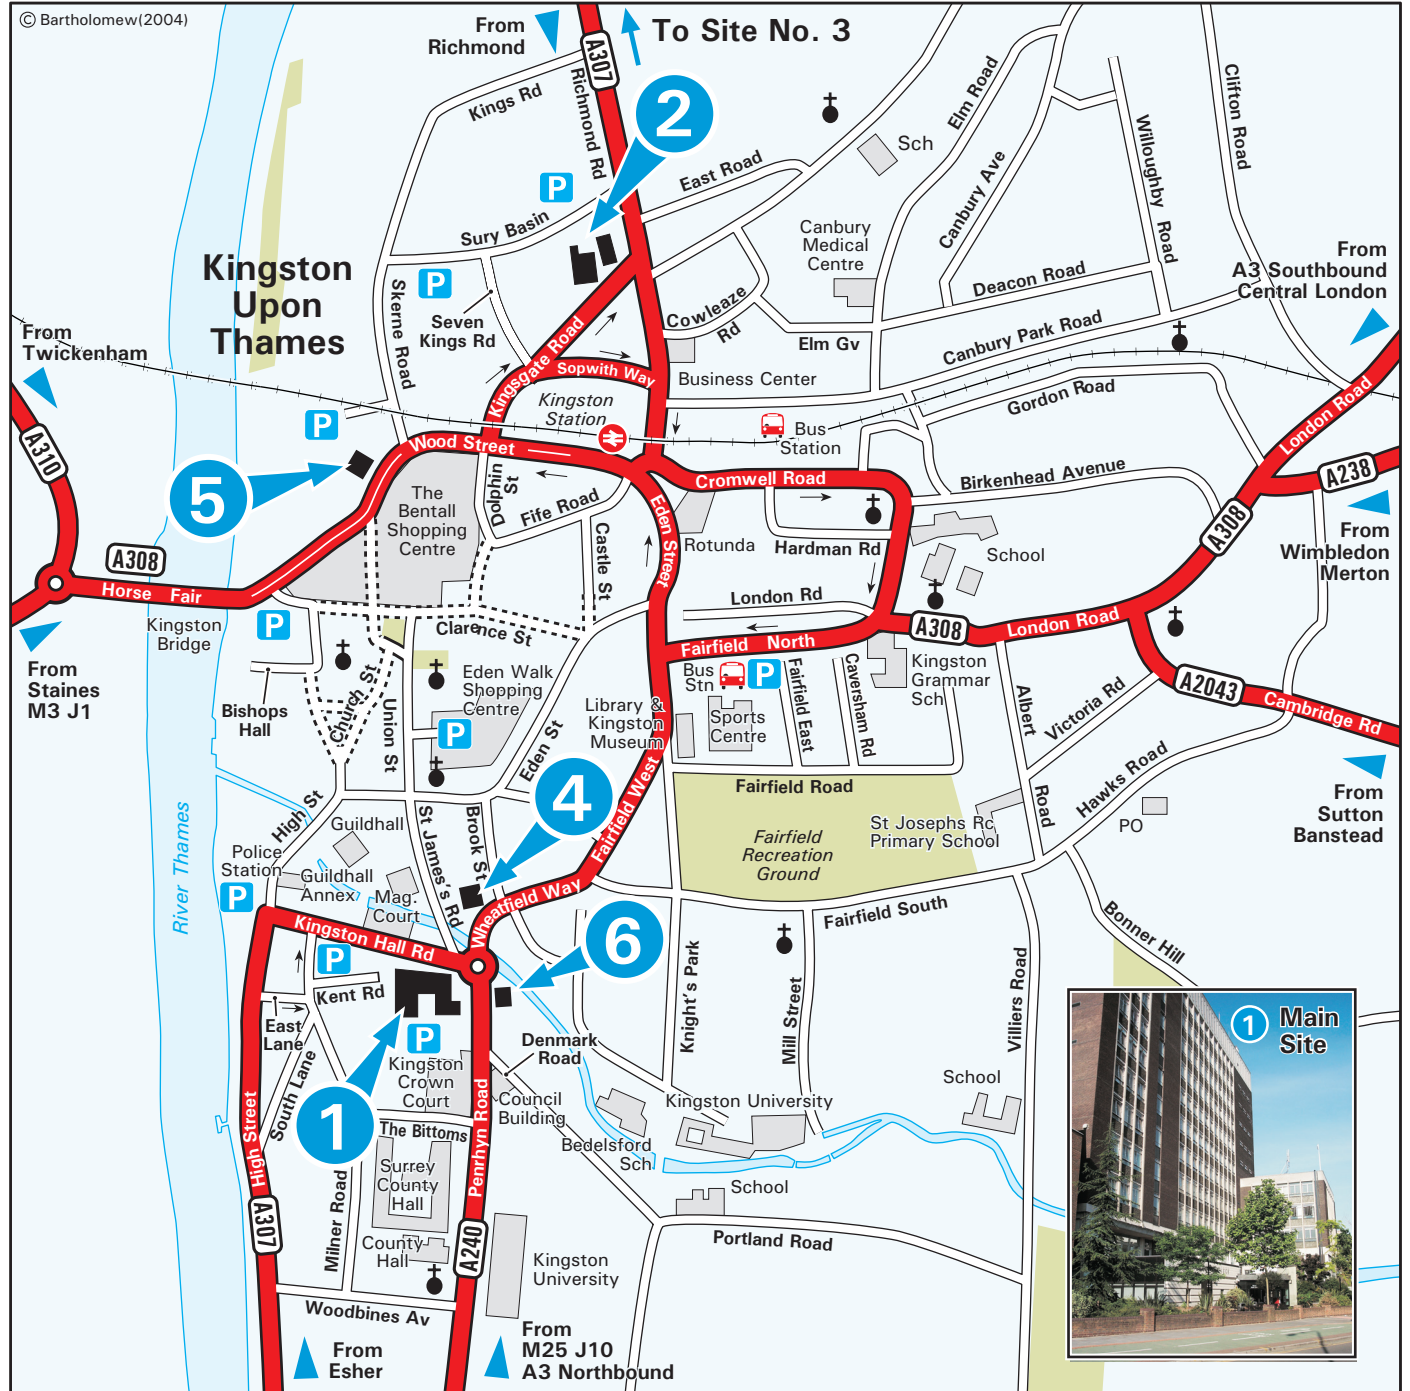 © Bartholomew(2004)
From
Richmond
A307
To Site No. 3
Kings Rd
Richmond Rd
2
Sch
Elm Road
Clifton Road
East Road
P
Canbury Ave
Willoughby Road
Sury Basin
Canbury
Medical
Centre
From
A3 Southbound
Central London
Kingston
Upon
Thames
P
Skerne Road
Seven
Kings Rd
Deacon Road
Cowleaze
Rd
Elm Gv
Canbury Park Road
From
Twickenham
Kingsgate Road
Sopwith Way
Business Center
Kingston
Station
Gordon Road
London Road
P
Bus
Station
A310
Wood Street
Cromwell Road
Birkenhead Avenue
A238
5
The
Bentall
Shopping
Centre
Dolphin
St
Fife Road
Eden Street
Castle St
Rotunda
Hardman Rd
School
A308
From
Wimbledon
Merton
A308
Horse Fair
London Rd
Kingston
Bridge
P
Clarence St
Fairfield North
A308
London Road
From
Staines
M3 J1
Bishops
Hall
Church St
Union St
Eden Walk
Shopping
Centre
P
Eden St
Library &
Kingston
Museum
Bus
Stn
P
Sports
Centre
Fairfield East
Caversham Rd
Kingston
Grammar
Sch
Albert
Road
Victoria Rd
A2043
Cambridge Rd
Fairfield West
Fairfield Road
Hawks Road
From
Sutton
Banstead
High St
River Thames
Guildhall
St James's Rd
Brook St
4
Fairfield
Recreation
Ground
St Josephs Rc
Primary School
PO
Police
Station
P
Guildhall
Annex
Mag.
Court
Wheatfield Way
Fairfield South
Bonner Hill
Kingston Hall Rd
6
P
Kent Rd
Knight's Park
Mill Street
Villiers Road
East
Lane
South Lane
P
Kingston
Crown
Court
Denmark
Road
1
Main
Site
1
Council
Building
Kingston University
School
High Street
The Bittoms
Penrhyn Road
Bedelsford
Sch
Surrey
County
Hall
School
Milner Road
A307
County
Hall
A240
Kingston
University
Portland Road
Woodbines Av
From
Esher
From
M25 J10
A3 Northbound